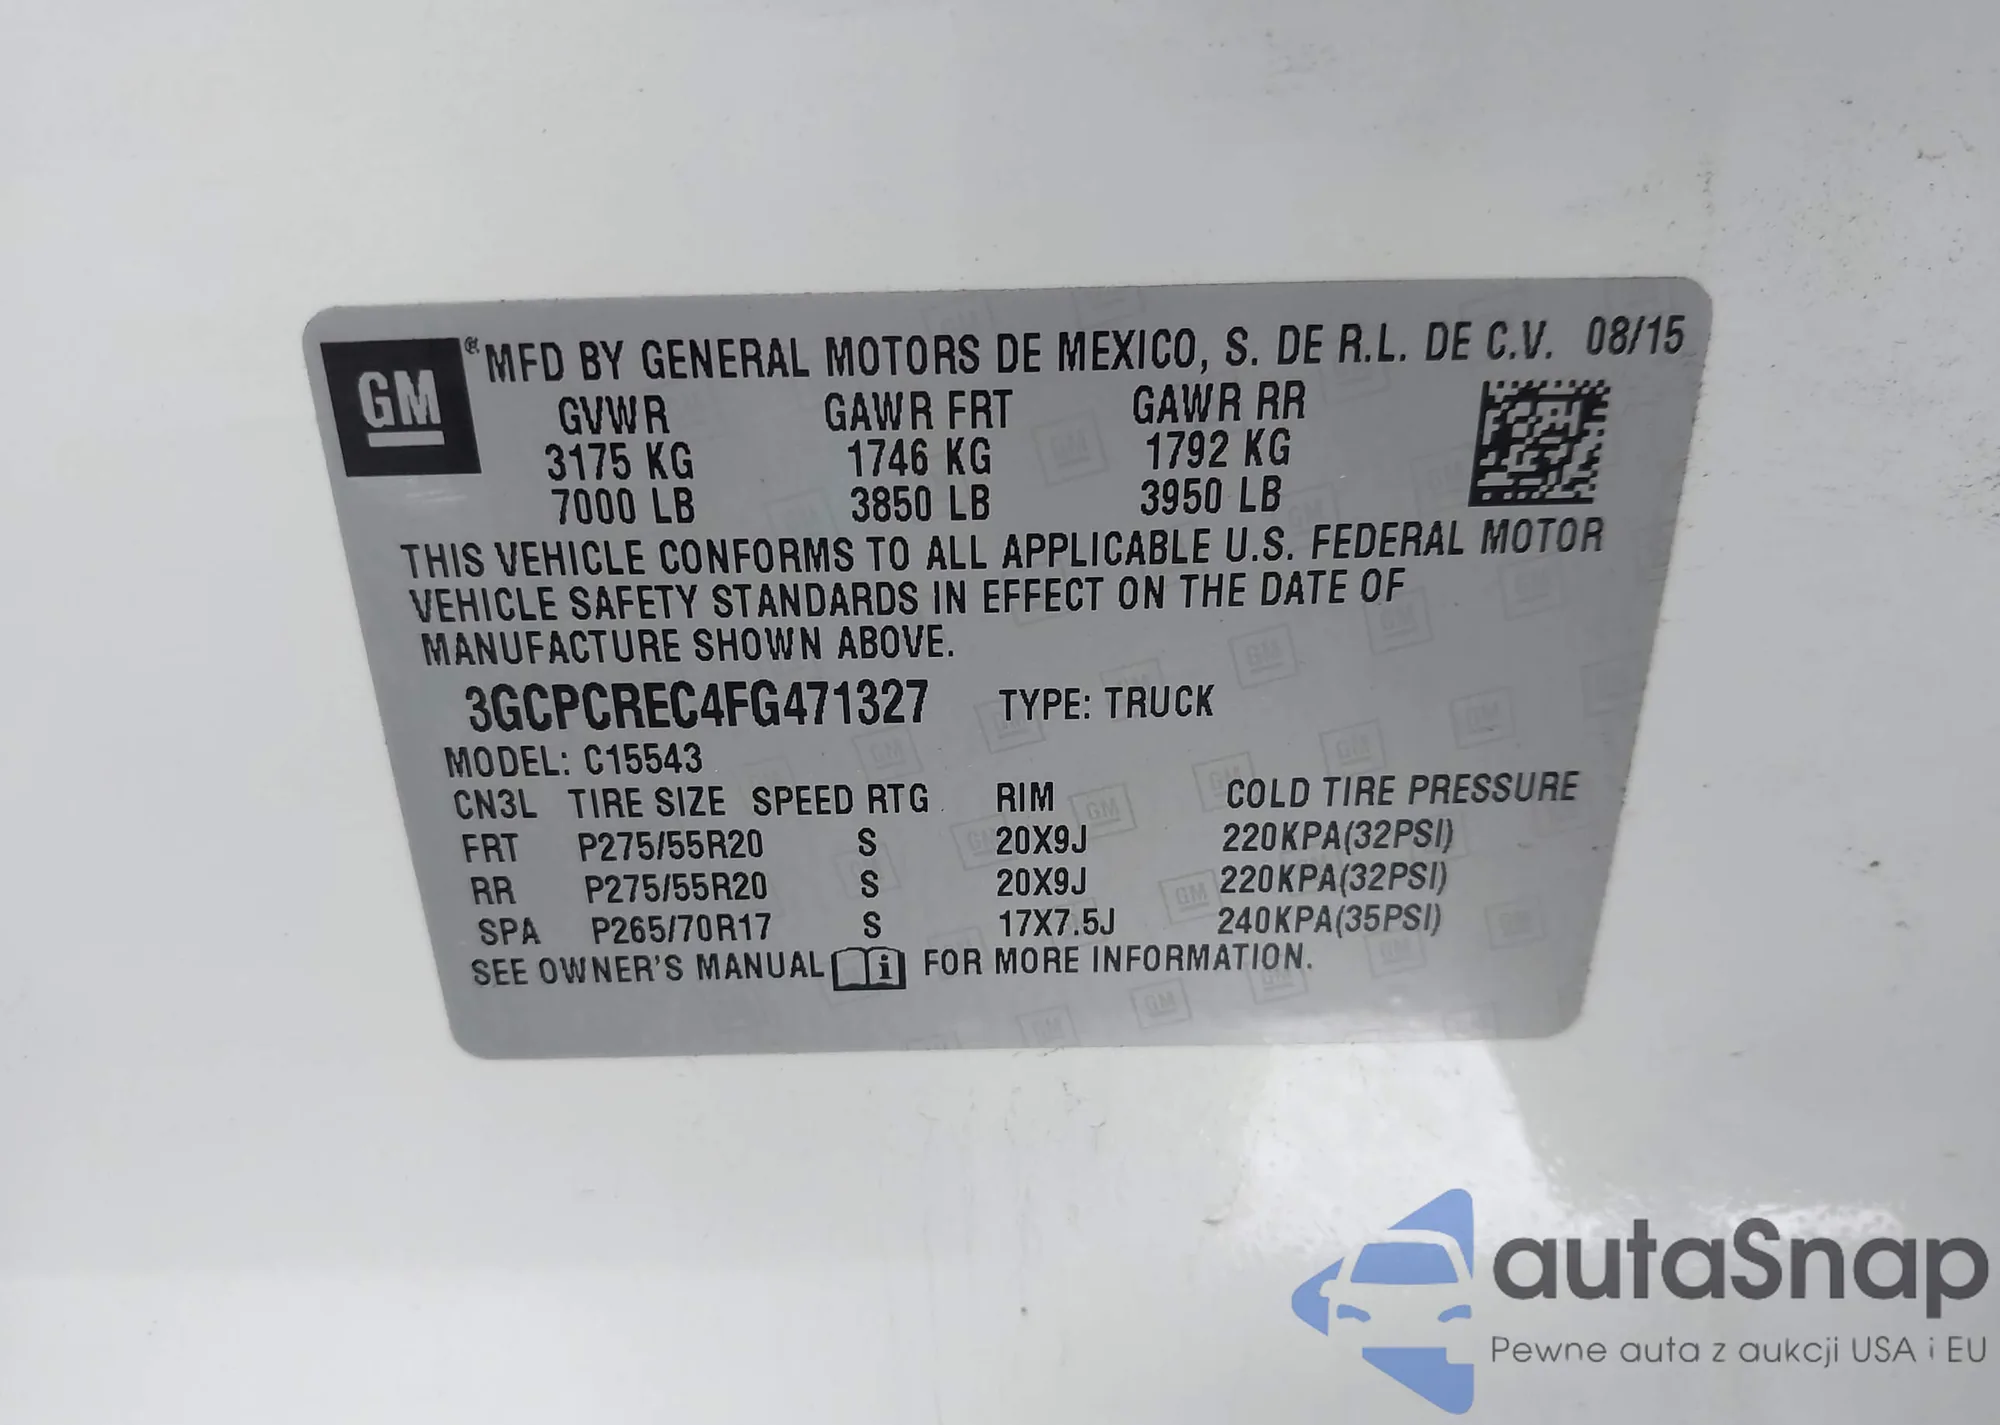 GM
® MFD BY GENERAL MOTORS DE MEXICO, S. DE R.L. DE C.V. 08/15
GVWR GAWR FRT GAWR RR
3175 KG 1746 KG 1792 KG
7000 LB 3850 LB 3950 LB
THIS VEHICLE CONFORMS TO ALL APPLICABLE U.S. FEDERAL MOTOR
VEHICLE SAFETY STANDARDS IN EFFECT ON THE DATE OF
MANUFACTURE SHOWN ABOVE.
3GCPCREC4FG471327 TYPE: TRUCK
MODEL: C15543
CN3L TIRE SIZE SPEED RTG RIM COLD TIRE PRESSURE
FRT P275/55R20 S 20X9J 220KPA(32PSI)
RR P275/55R20 S 20X9J 220KPA(32PSI)
SPA P265/70R17 S 17X7.5J 240KPA(35PSI)
SEE OWNER'S MANUAL i FOR MORE INFORMATION.
autaSnap
Pewne auta z aukcji USA i EU